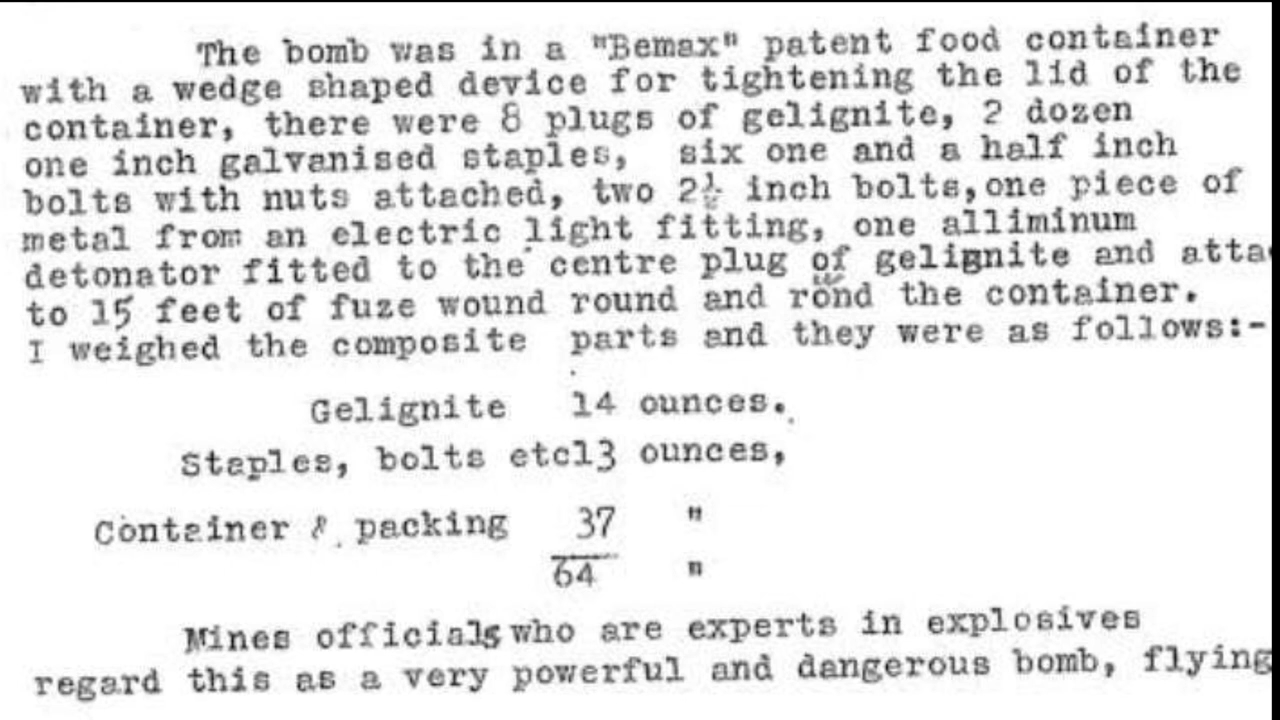 The bomb was in a "Bemax" patent food container
with a wedge shaped device for tightening the lid of the
container, there were 8 plugs of gelignite, 2 dozen
one inch galvanised staples, six one and a half inch
bolts with nuts attached, two 2½ inch bolts,one piece of
metal from an electric light fitting, one alliminum
detonator fitted to the centre plug of gelignite and atta
to 15 feet of fuze wound round and rond the container.
I weighed the composite parts and they were as follows:-
Gelignite 14 ounces.
Staples, bolts etc13 ounces,
Container & packing 37 "
64 "
Mines officials who are experts in explosives
regard this as a very powerful and dangerous bomb, flying